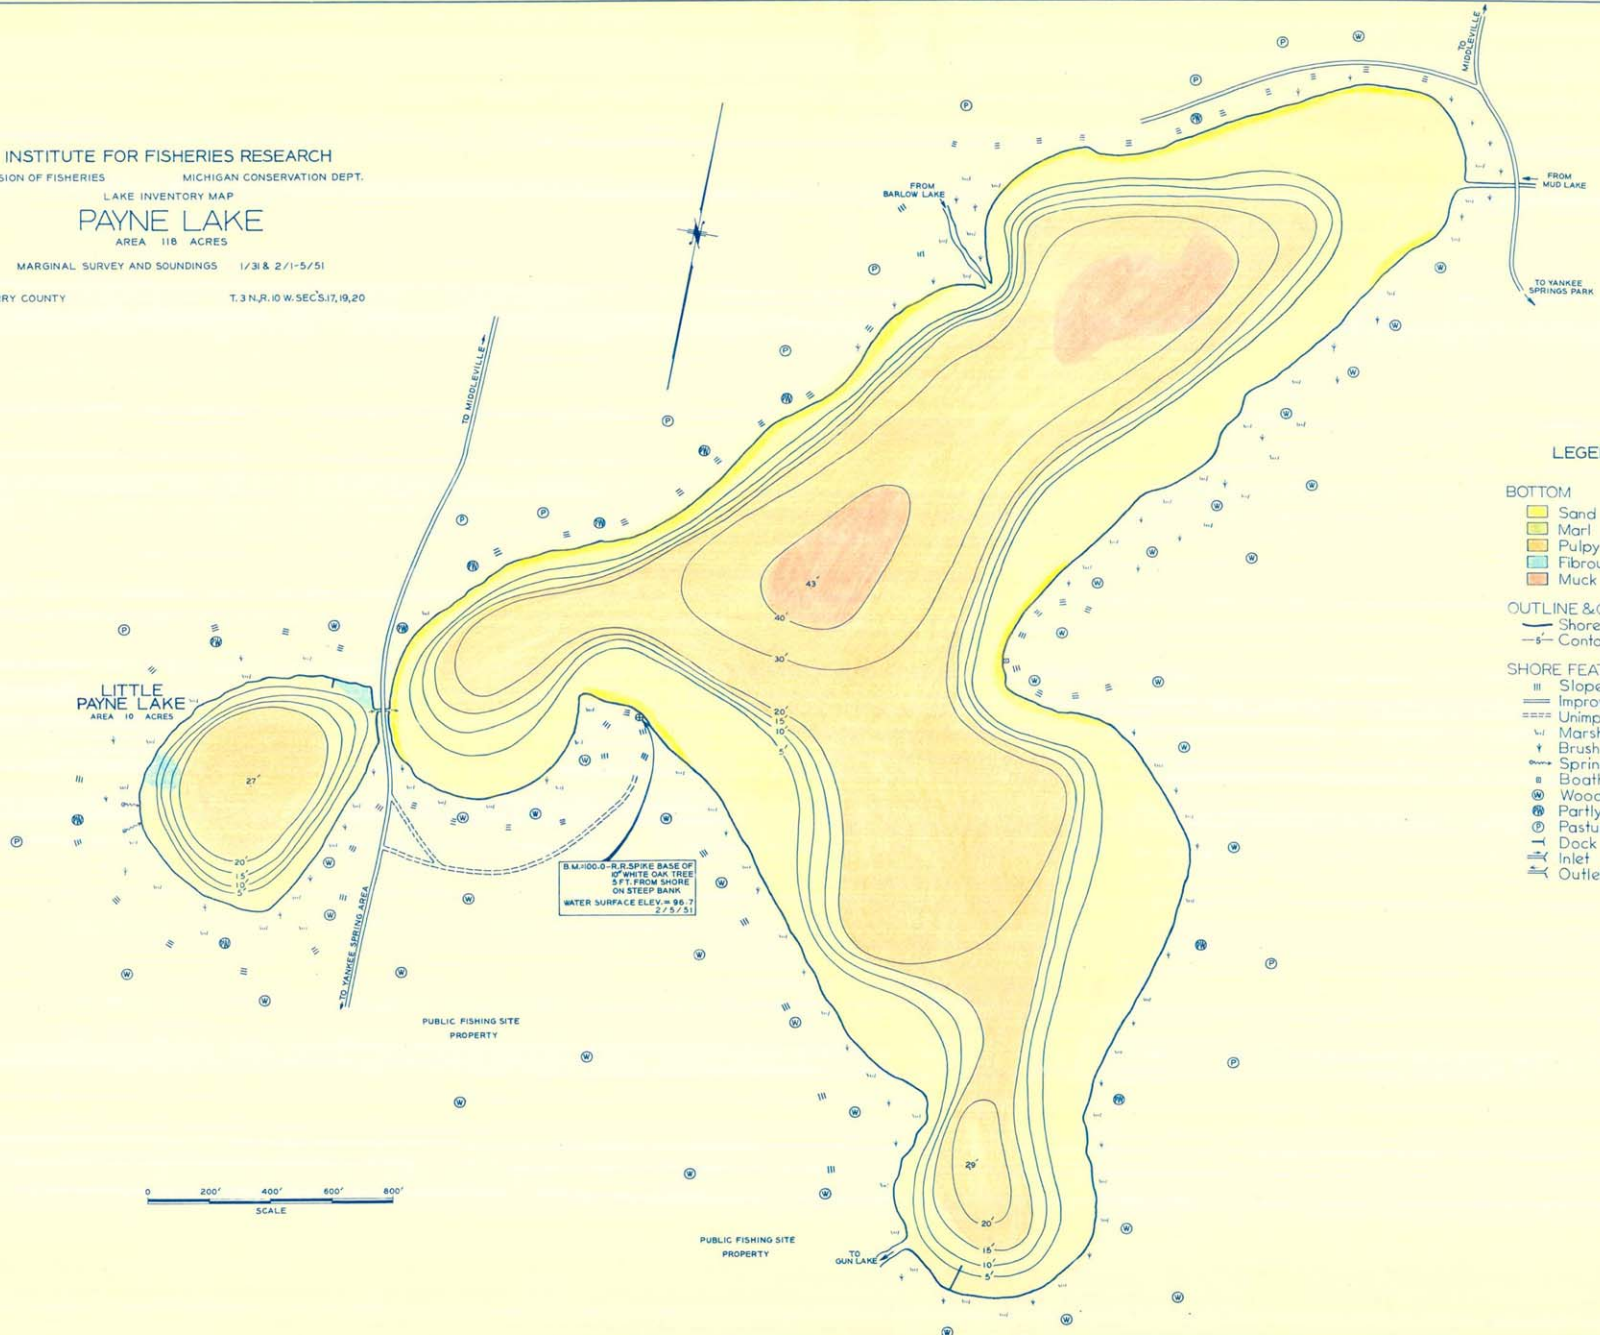 INSTITUTE FOR FISHERIES RESEARCH
SION OF FISHERIES MICHIGAN CONSERVATION DEPT.
LAKE INVENTORY MAP
PAYNE LAKE
AREA 118 ACRES
MARGINAL SURVEY AND SOUNDINGS 1/31 & 2/1-5/51
RY COUNTY T. 3 N., R. 10 W. SEC'S. 17, 19, 20
TO MIDDLEVILLE
FROM
BARLOW LAKE
FROM
MUD LAKE
TO YANKEE
SPRINGS PARK
TO MIDDLEVILLE
43'
40'
30'
20'
15'
10'
5'
LITTLE
PAYNE LAKE
AREA 10 ACRES
27'
20'
15'
10'
5'
TO YANKEE SPRING AREA
B.M.=100.0-R.R. SPIKE BASE OF
10" WHITE OAK TREE
5 FT. FROM SHORE
ON STEEP BANK
WATER SURFACE ELEV. = 96.7
2/5/51
PUBLIC FISHING SITE
PROPERTY
29'
20'
15'
10'
5'
0 200' 400' 600' 800'
SCALE
PUBLIC FISHING SITE
PROPERTY
TO
GUN LAKE
LEGE
BOTTOM
Sand
Marl
Pulpy
Fibrou
Muck
OUTLINE &
Shore
5' Conto
SHORE FEA
Slope
Impro
Unimp
Marsh
Brush
Sprin
Boath
W Wood
PW Partly
P Pastu
Dock
Inlet
Outle